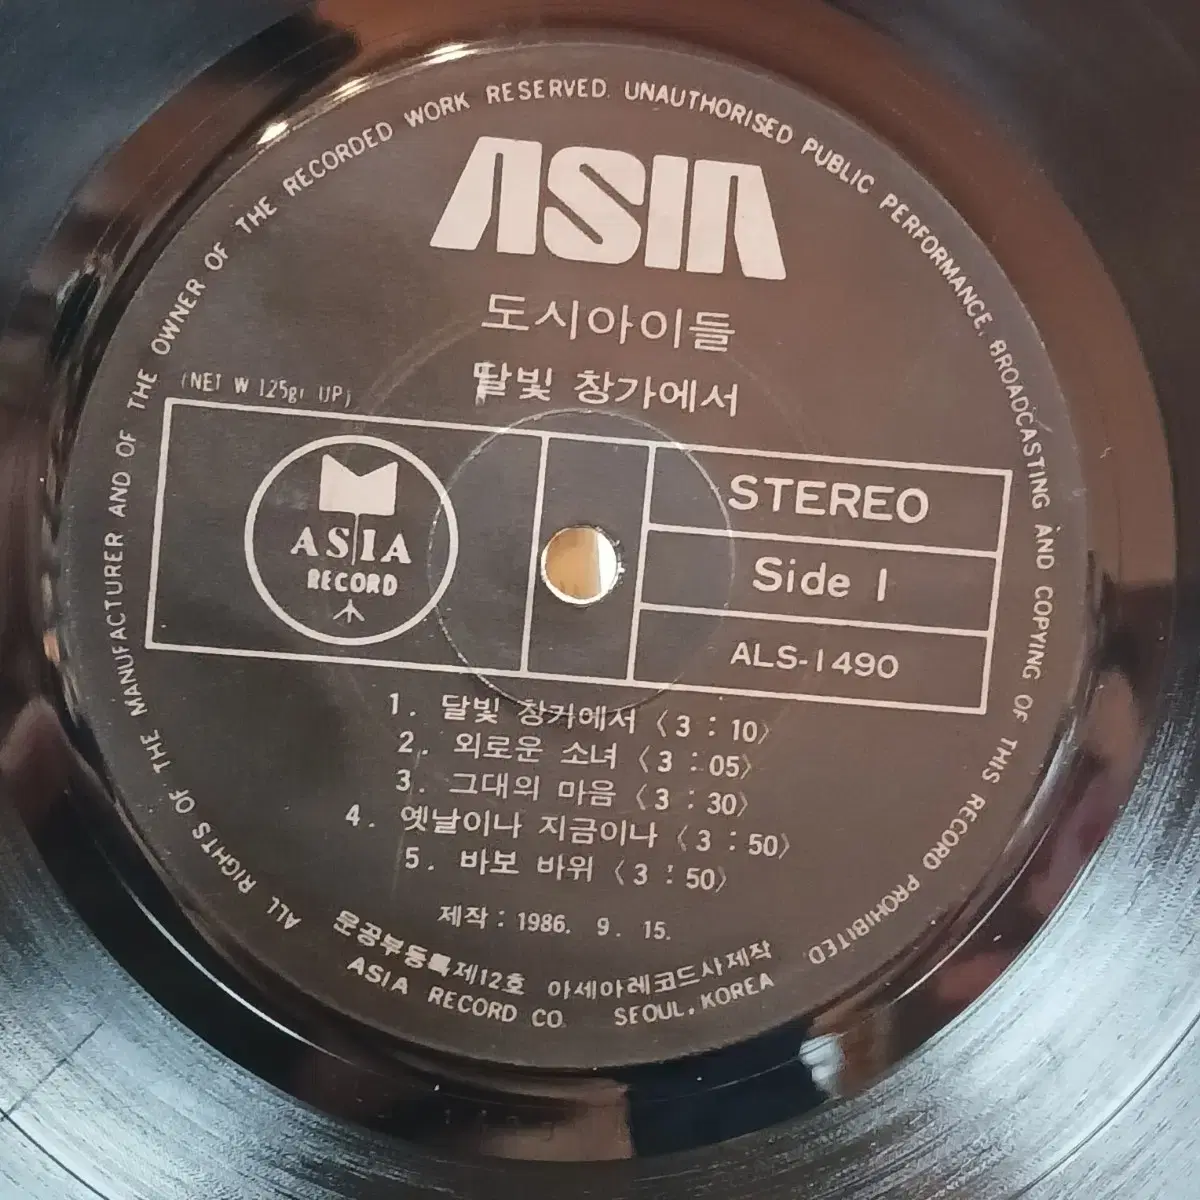 ALL RIGHTS OF THE MANUFACTURER AND OF THE OWNER OF THE RECORDED WORK RESERVED. UNAUTHORISED PUBLIC PERFORMANCE, BROADCASTING AND COPYING OF THIS RECORD PROHIBITED.
ASIA
도시아이들
달빛 창가에서
(NET W 125gr UP)
ASIA
RECORD
STEREO
Side 1
ALS-1490
1. 달빛 창커에서 〈3 : 10〉
2. 외로운 소녀 〈3 : 05〉
3. 그대의 마음 〈3 : 30〉
4. 옛날이나 지금이나 〈3 : 50〉
5. 바보 바위 〈3 : 50〉
제작 : 1986. 9. 15.
문공부등록제12호 아세아레코드사제작
ASIA RECORD CO. SEOUL, KOREA